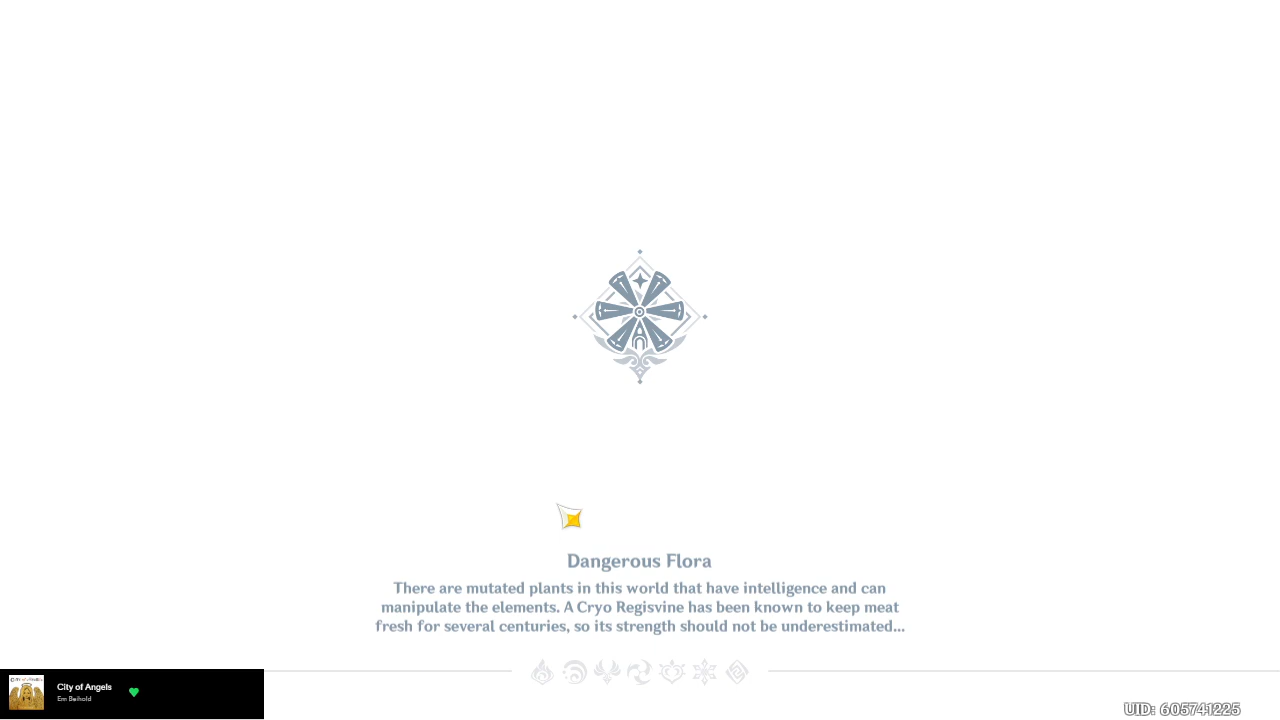 Dangerous Flora
There are mutated plants in this world that have intelligence and can
manipulate the elements. A Cryo Regisvine has been known to keep meat
fresh for several centuries, so its strength should not be underestimated...
City of Angels
Em Beihold
UID: 605741225